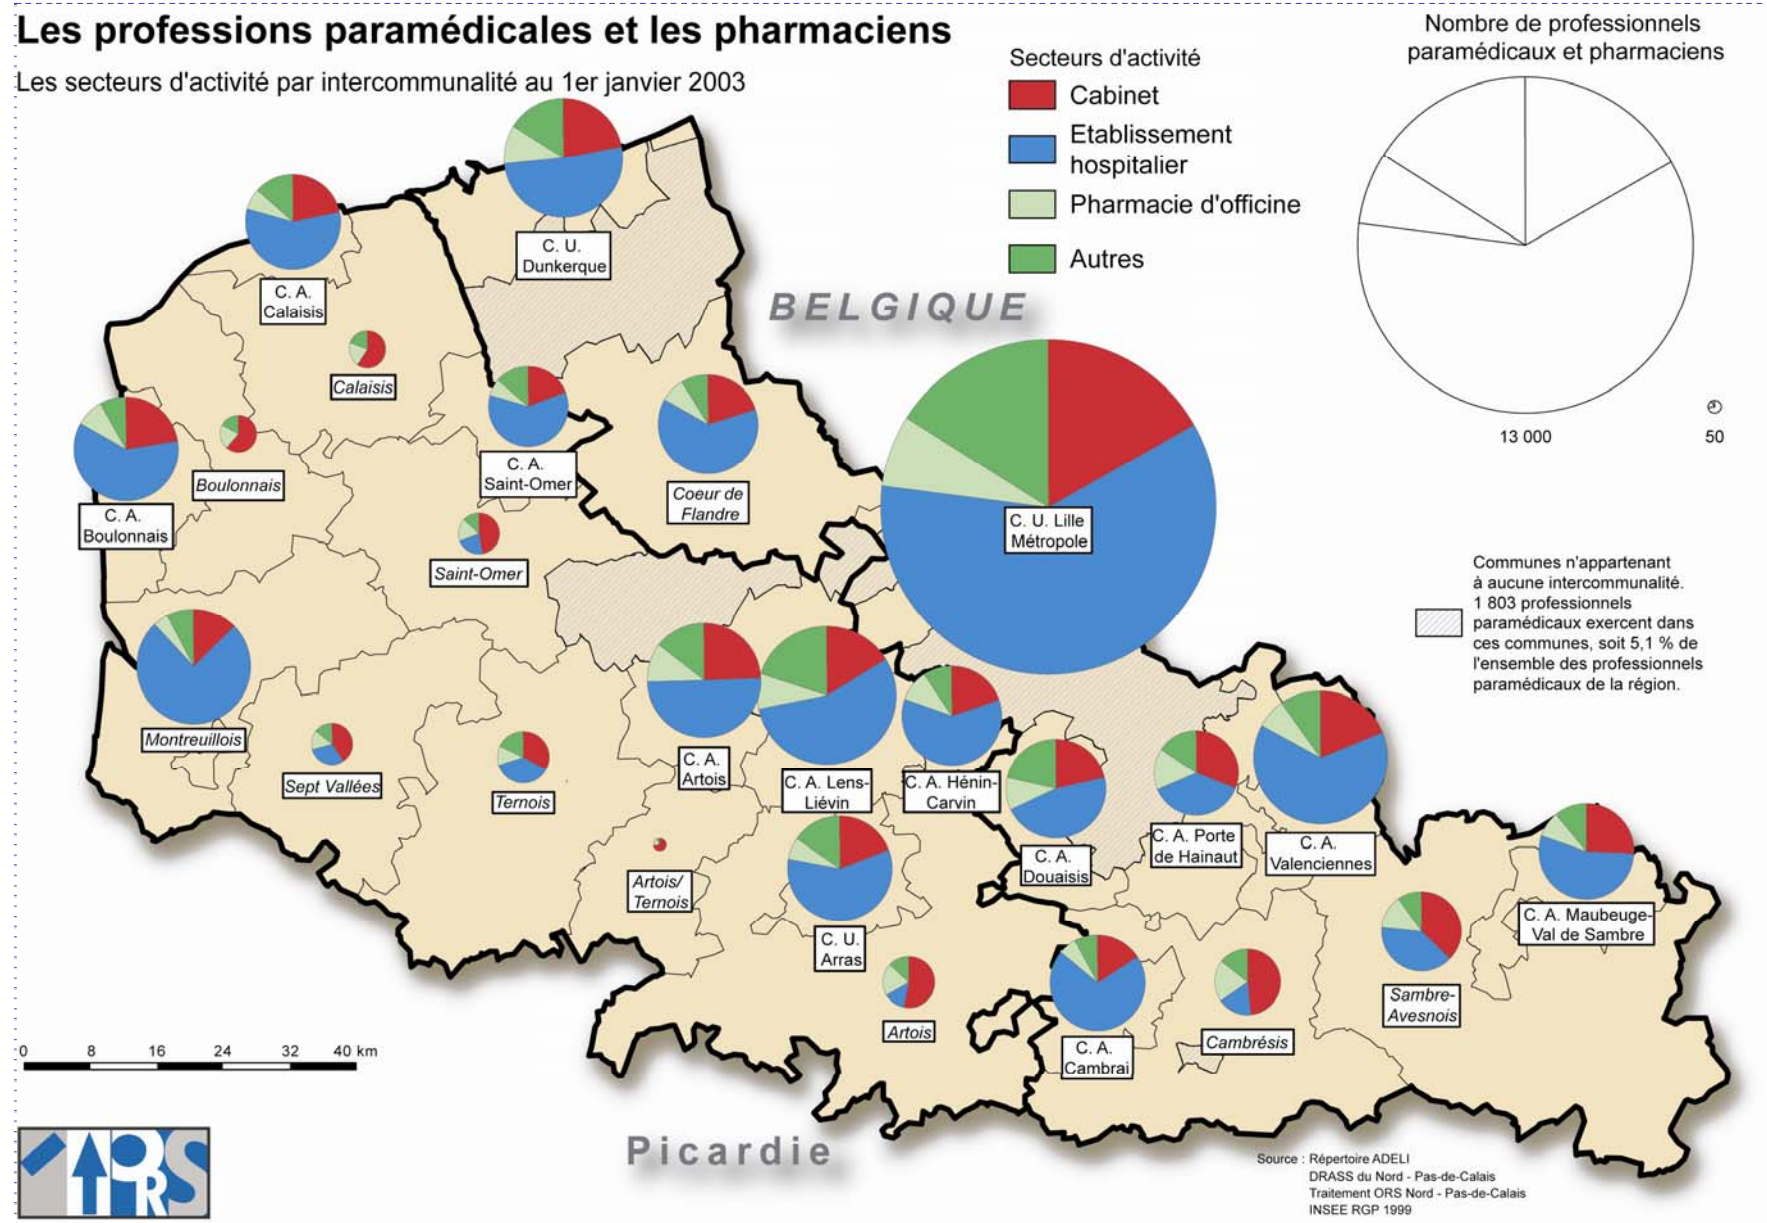 Les professions paramédicales et les pharmaciens
Les secteurs d'activité par intercommunalité au 1er janvier 2003
Secteurs d'activité
Cabinet
Etablissement
hospitalier
Pharmacie d'officine
Autres
Nombre de professionnels
paramédicaux et pharmaciens
13 000
50
BELGIQUE
C. U.
Dunkerque
C. A.
Calaisis
Calaisis
C. A.
Boulonnais
Boulonnais
C. A.
Saint-Omer
Coeur de
Flandre
Saint-Omer
C. U. Lille
Métropole
Communes n'appartenant
à aucune intercommunalité.
1 803 professionnels
paramédicaux exercent dans
ces communes, soit 5,1 % de
l'ensemble des professionnels
paramédicaux de la région.
Montreuillois
Sept Vallées
Ternois
C. A.
Artois
C. A. Lens-
Liévin
C. A. Hénin-
Carvin
C. A.
Douaisis
C. A. Porte
de Hainaut
C. A.
Valenciennes
Artois/
Ternois
C. U.
Arras
C. A. Maubeuge-
Val de Sambre
Artois
C. A.
Cambrai
Cambrésis
Sambre-
Avesnois
0 8 16 24 32 40 km
Picardie
ORS
Source : Répertoire ADELI
DRASS du Nord - Pas-de-Calais
Traitement ORS Nord - Pas-de-Calais
INSEE RGP 1999